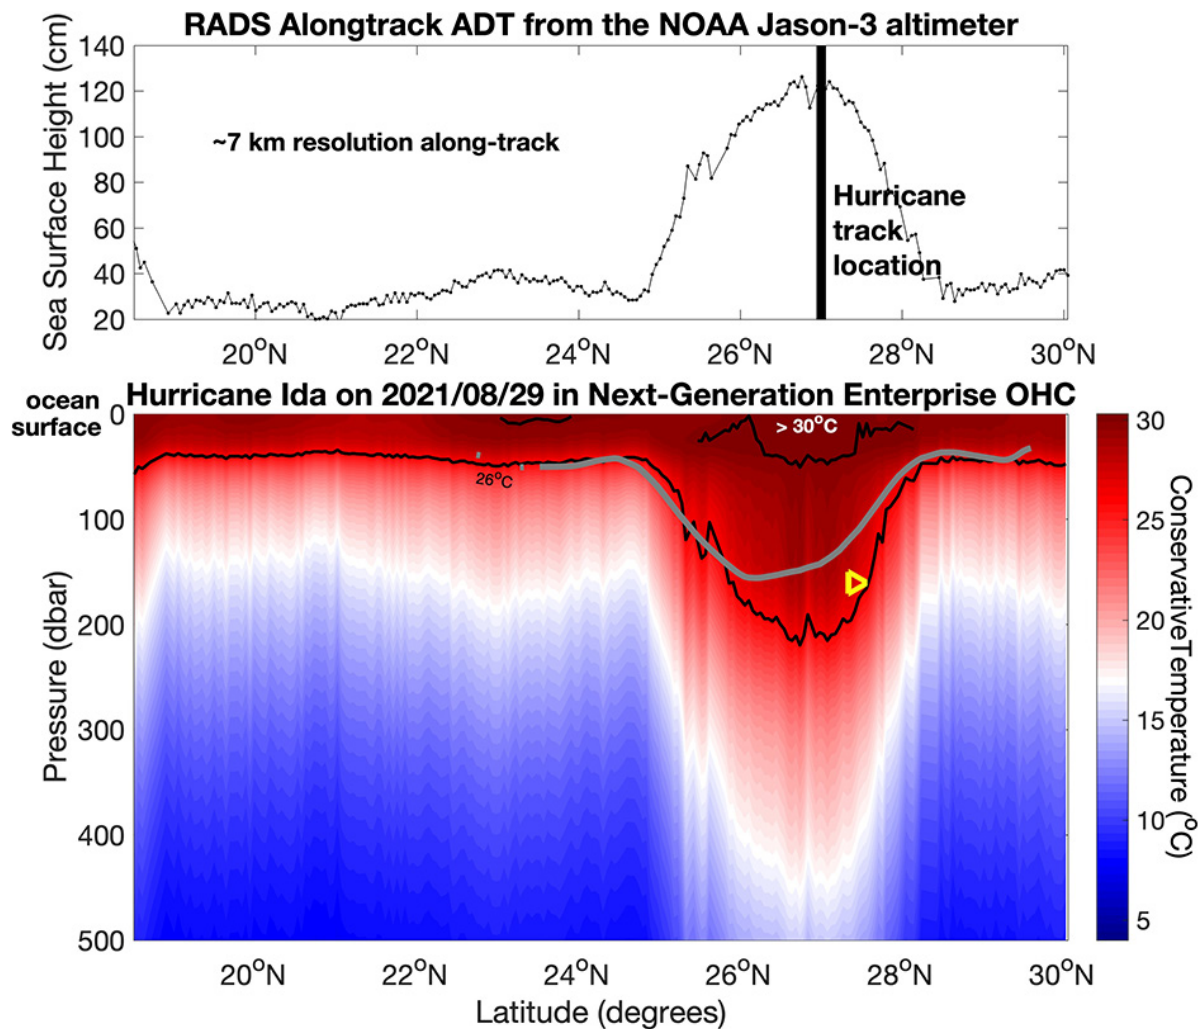 RADS Alongtrack ADT from the NOAA Jason-3 altimeter
Sea Surface Height (cm)
140
120
100
80
60
40
20
~7 km resolution along-track
Hurricane
track
location
20°N
22°N
24°N
26°N
28°N
30°N
Hurricane Ida on 2021/08/29 in Next-Generation Enterprise OHC
ocean
surface
Pressure (dbar)
0
100
200
300
400
500
> 30°C
26°C
20°N
22°N
24°N
26°N
28°N
30°N
Latitude (degrees)
30
25
20
15
10
5
ConservativeTemperature (°C)